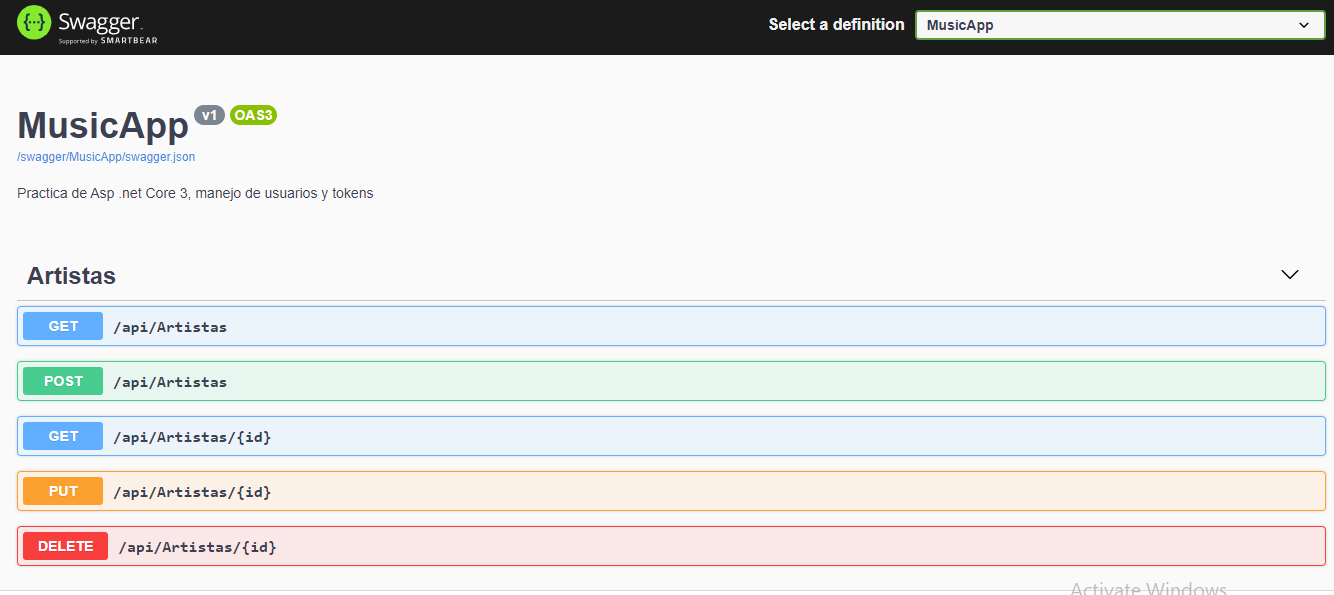 Swagger
Supported by SMARTBEAR
Select a definition
MusicApp
MusicApp v1 OAS3
/swagger/MusicApp/swagger.json
Practica de Asp .net Core 3, manejo de usuarios y tokens
Artistas
GET /api/Artistas
POST /api/Artistas
GET /api/Artistas/{id}
PUT /api/Artistas/{id}
DELETE /api/Artistas/{id}
Activate Windows